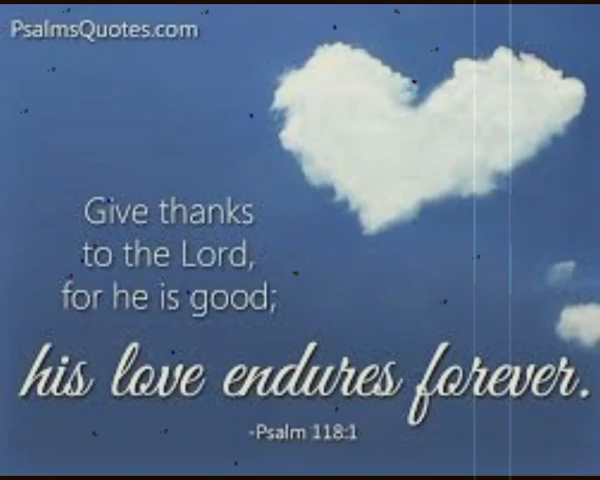 PsalmsQuotes.com
Give thanks
to the Lord,
for he is good;
his love endures forever.
-Psalm 118:1